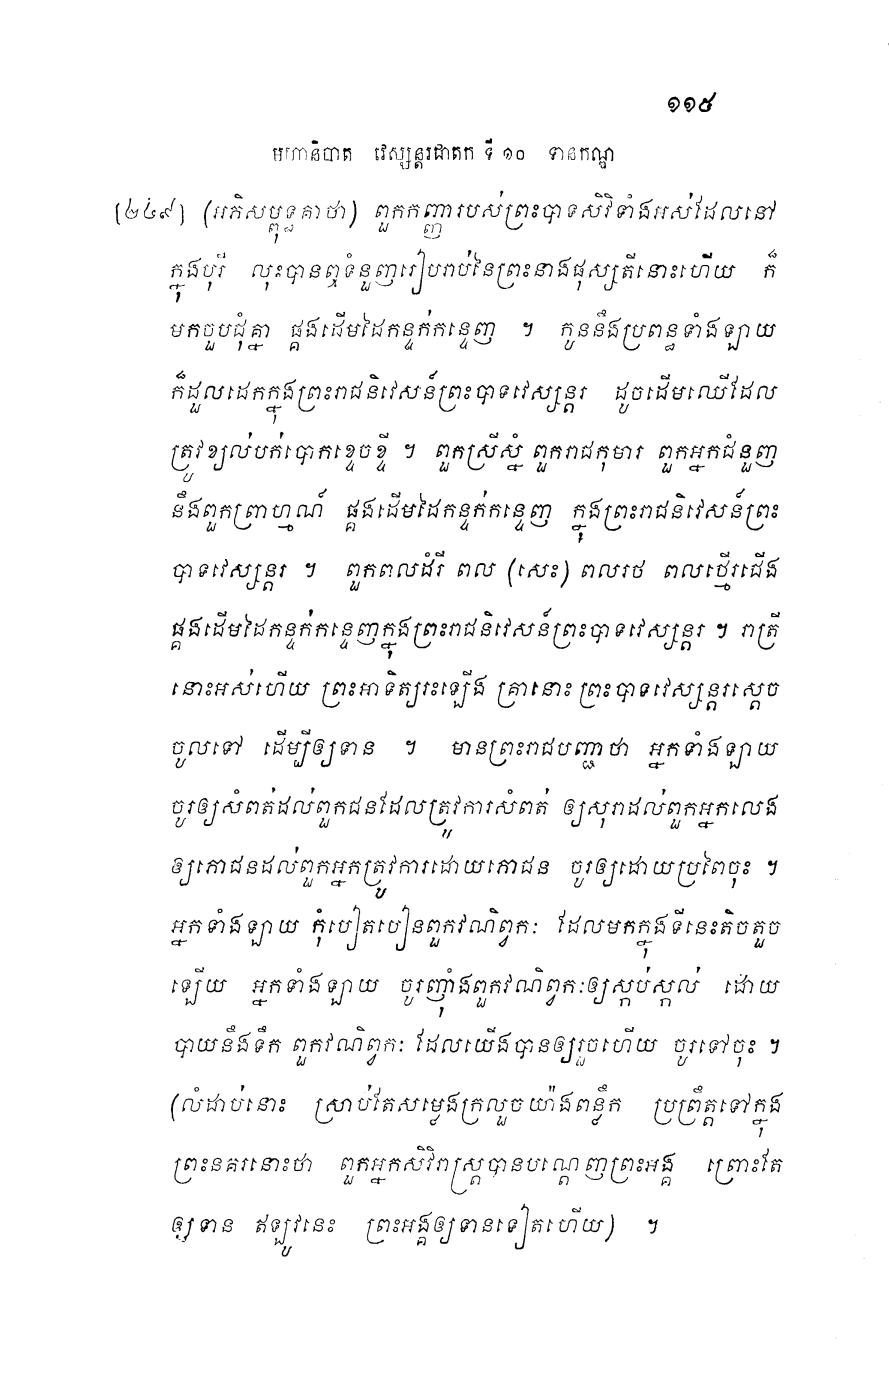 ១១៥
មហានិបាត វេស្សន្តរជាតក ទី ១០ ទានកណ្ឌ
[២៤៩] (អភិសម្ពុទ្ធគាថា) ពួកកញ្ញារបស់ព្រះបាទសិវិទាំងអស់ដែលនៅ
ក្នុងបុរី លុះបានឮទំនួញរៀបរាប់នៃព្រះនាងផុស្សតីនោះហើយ ក៏
មកចួបជុំគ្នា ផ្គងដើមដៃកន្ទក់កន្ទេញ ។ កូននឹងប្រពន្ធទាំងឡាយ
ក៏ដួលដេកក្នុងព្រះរាជនិវេសន៍ព្រះបាទវេស្សន្តរ ដូចដើមឈើដែល
ត្រូវខ្យល់បក់បោកខ្ទេចខ្ទី ។ ពួកស្រីស្នំ ពួករាជកុមារ ពួកអ្នកជំនួញ
នឹងពួកព្រាហ្មណ៍ ផ្គងដើមដៃកន្ទក់កន្ទេញ ក្នុងព្រះរាជនិវេសន៍ព្រះ
បាទវេស្សន្តរ ។ ពួកពលដំរី ពល (សេះ) ពលរថ ពលថ្មើរជើង
ផ្គងដើមដៃកន្ទក់កន្ទេញក្នុងព្រះរាជនិវេសន៍ព្រះបាទវេស្សន្តរ ។ រាត្រី
នោះអស់ហើយ ព្រះអាទិត្យរះឡើង គ្រានោះ ព្រះបាទវេស្សន្តរស្តេច
ចូលទៅ ដើម្បីឲ្យទាន ។ មានព្រះរាជបញ្ជាថា អ្នកទាំងឡាយ
ចូរឲ្យសំពត់ដល់ពួកជនដែលត្រូវការសំពត់ ឲ្យសុរាដល់ពួកអ្នកលេង
ឲ្យភោជនដល់ពួកអ្នកត្រូវការដោយភោជន ចូរឲ្យដោយប្រពៃចុះ ។
អ្នកទាំងឡាយ កុំបៀតបៀនពួកវណិព្វកៈ ដែលមកក្នុងទីនេះតិចតួច
ឡើយ អ្នកទាំងឡាយ ចូរញ៉ាំងពួកវណិព្វកៈឲ្យស្កប់ស្កល់ ដោយ
បាយនឹងទឹក ពួកវណិព្វកៈ ដែលយើងបានឲ្យរួចហើយ ចូរទៅចុះ ។
(លំដាប់នោះ ស្រាប់តែសម្លេងក្រលួចយ៉ាងពន្លឹក ប្រព្រឹត្តទៅក្នុង
ព្រះនគរនោះថា ពួកអ្នកសិវិរាស្ត្របានបណ្តេញព្រះអង្គ ព្រោះតែ
ឲ្យទាន ឥឡូវនេះ ព្រះអង្គឲ្យទានទៀតហើយ) ។